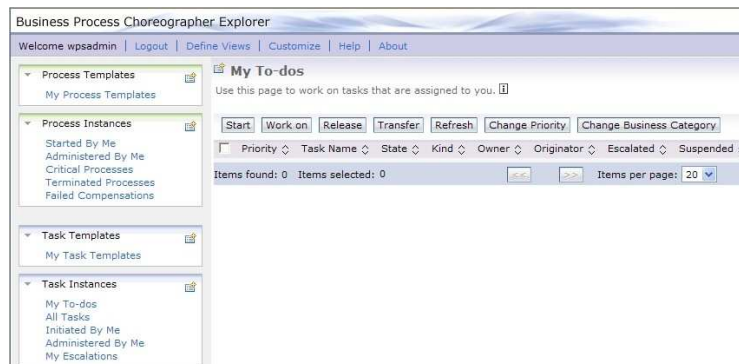 Business Process Choreographer Explorer
Welcome wpsadmin | Logout | Define Views | Customize | Help | About
Process Templates
My Process Templates
Process Instances
Started By Me
Administered By Me
Critical Processes
Terminated Processes
Failed Compensations
Task Templates
My Task Templates
Task Instances
My To-dos
All Tasks
Initiated By Me
Administered By Me
My Escalations
My To-dos
Use this page to work on tasks that are assigned to you. i
Start Work on Release Transfer Refresh Change Priority Change Business Category
Priority Task Name State Kind Owner Originator Escalated Suspended
Items found: 0 Items selected: 0 << >> Items per page: 20